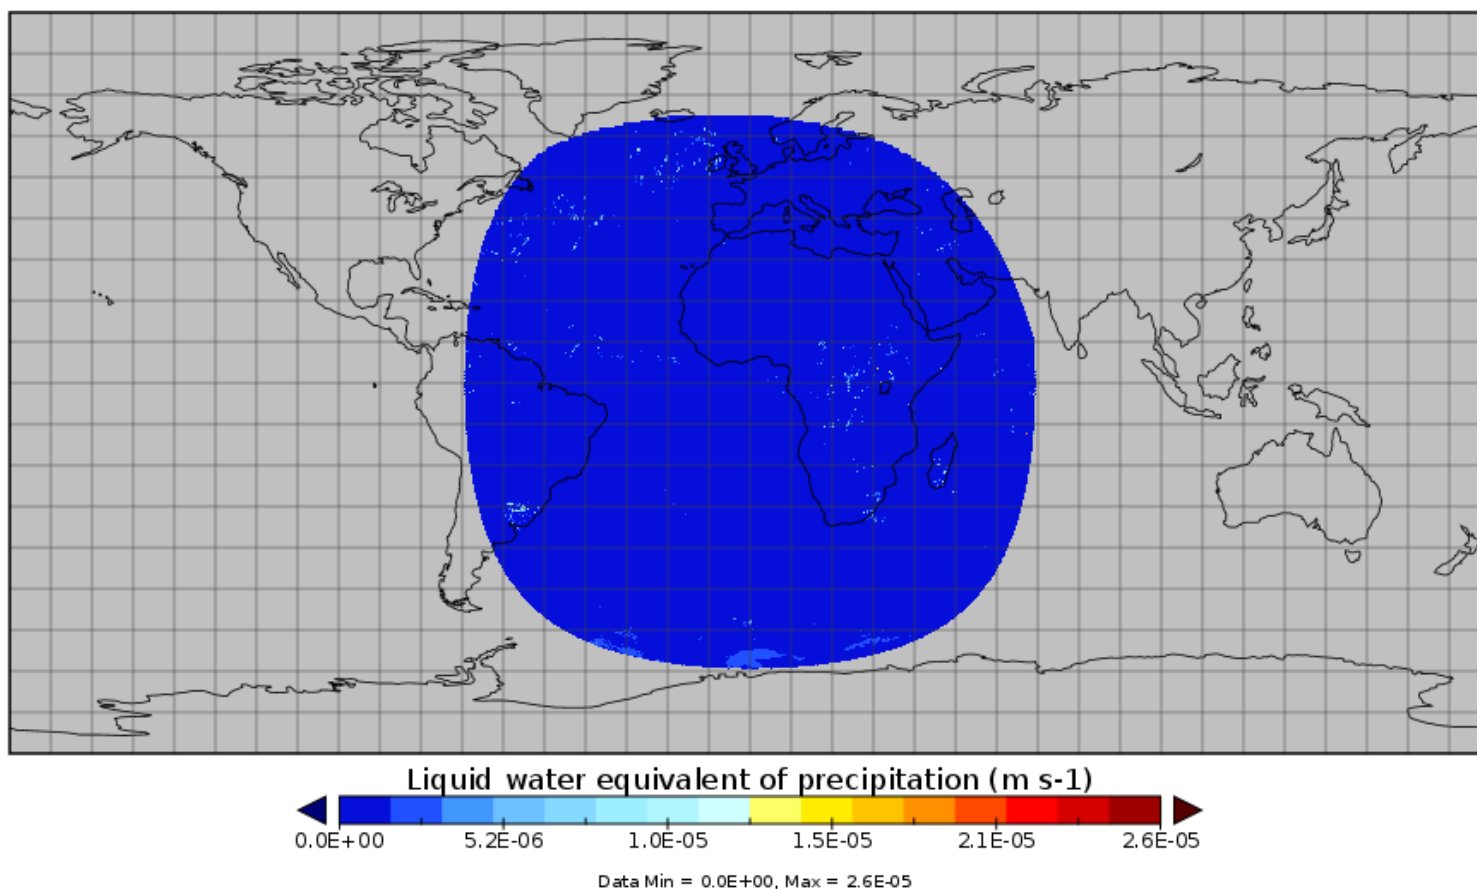 Liquid water equivalent of precipitation (m s-1)
0.0E+00 5.2E-06 1.0E-05 1.5E-05 2.1E-05 2.6E-05
Data Min = 0.0E+00, Max = 2.6E-05